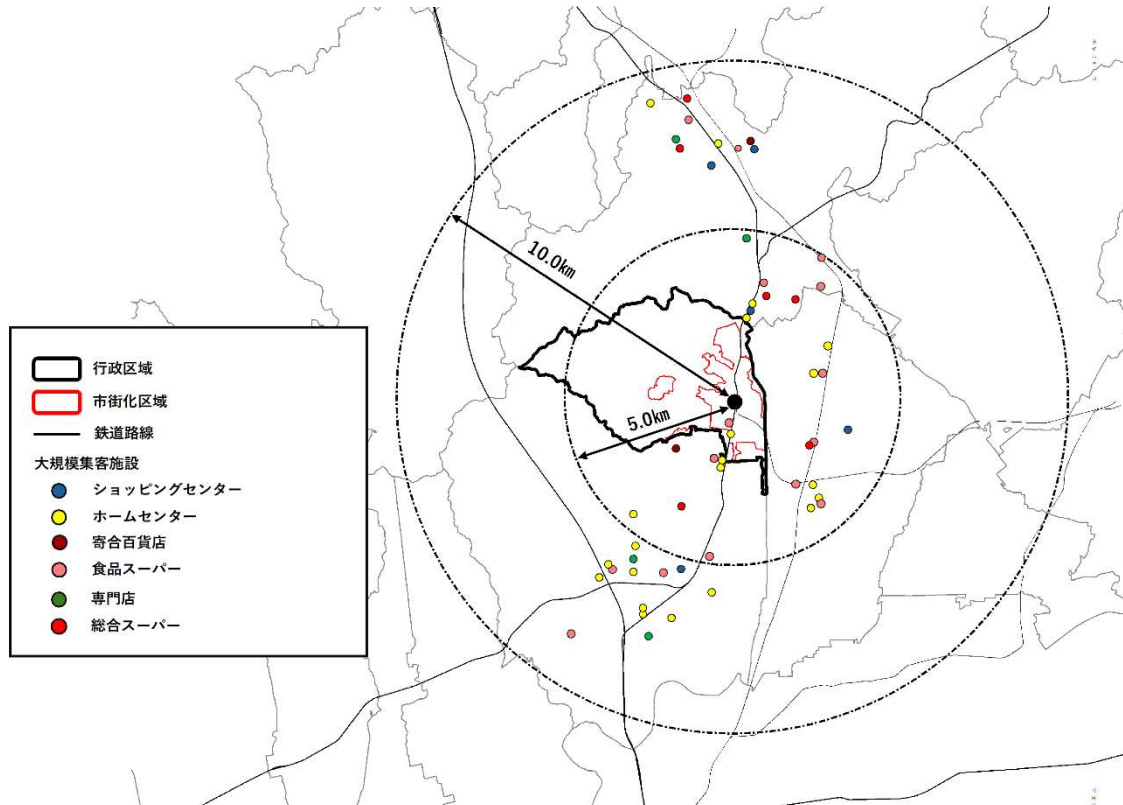 10.0km
5.0km
行政区域
市街化区域
鉄道路線
大規模集客施設
ショッピングセンター
ホームセンター
寄合百貨店
食品スーパー
専門店
総合スーパー